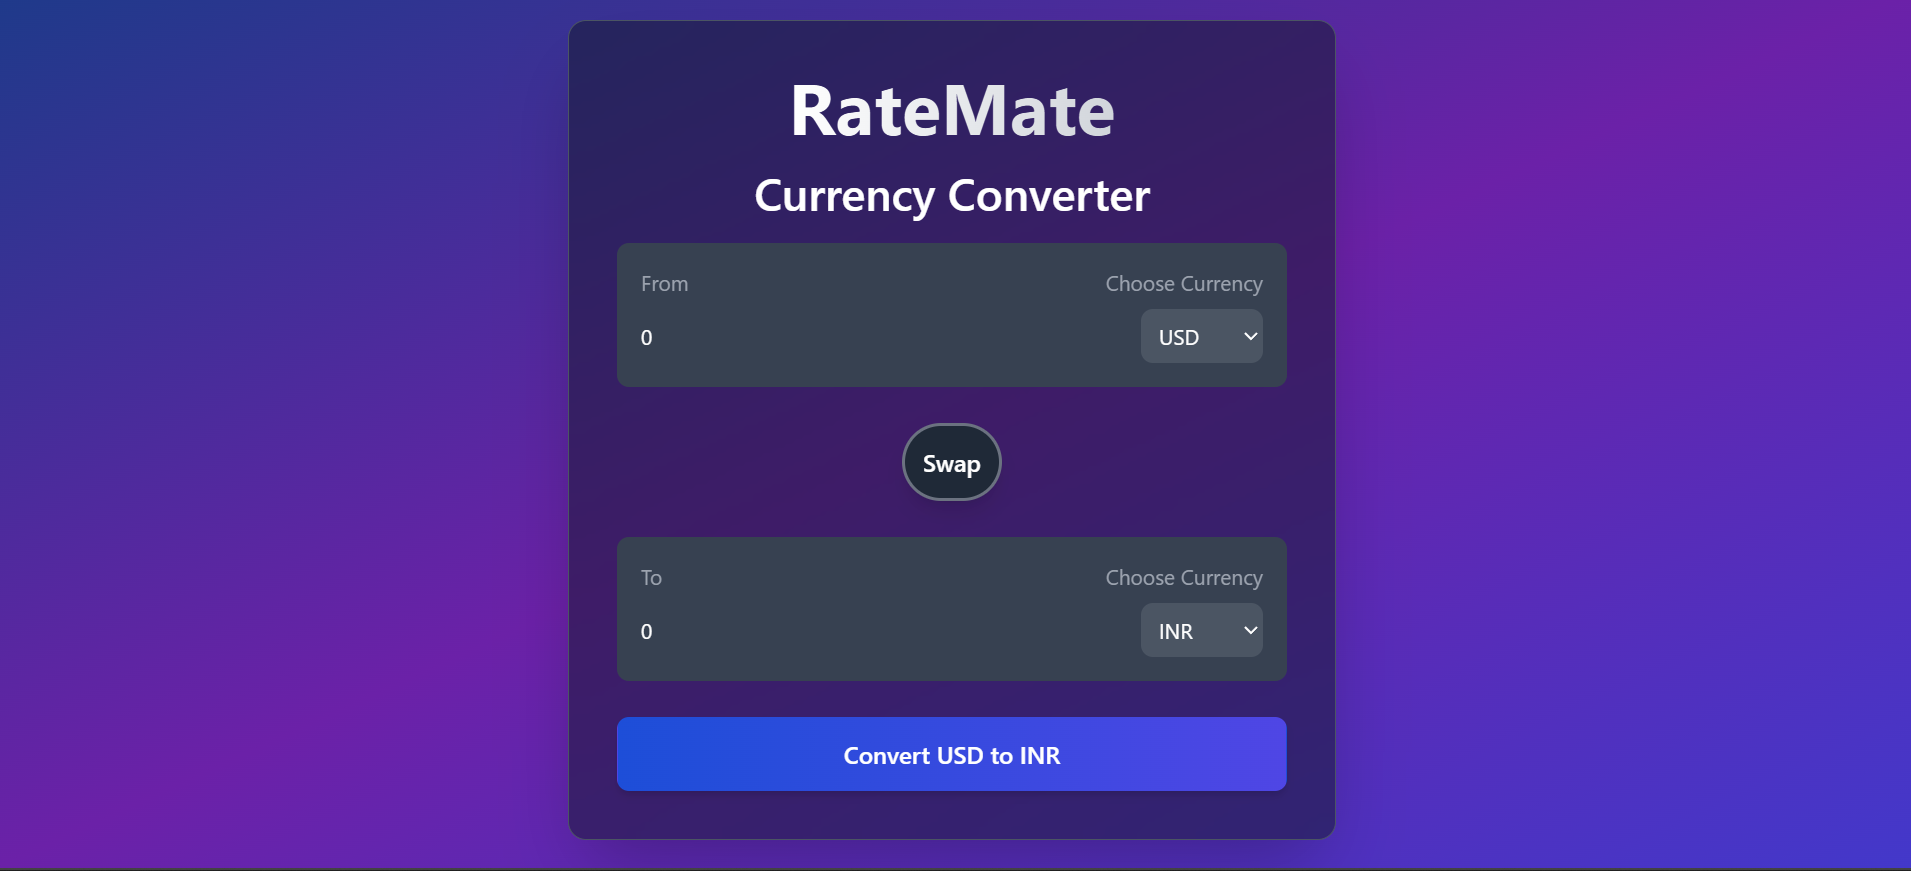 RateMate
Currency Converter
From Choose Currency
0 USD
Swap
To Choose Currency
0 INR
Convert USD to INR